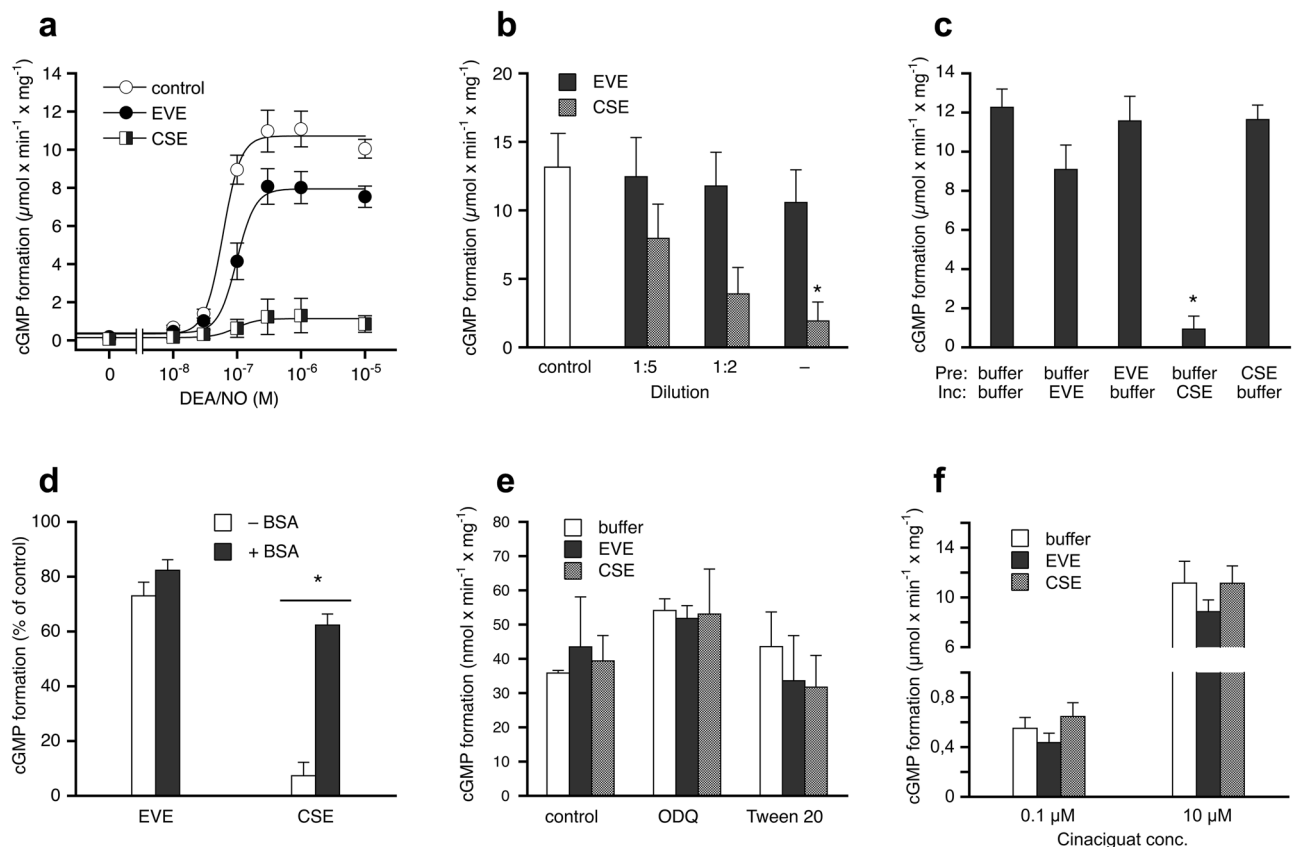 a
cGMP formation (µmol x min⁻¹ x mg⁻¹)
14
12
10
8
6
4
2
0
control
EVE
CSE
0 10⁻⁸ 10⁻⁷ 10⁻⁶ 10⁻⁵
DEA/NO (M)
b
cGMP formation (µmol x min⁻¹ x mg⁻¹)
20
15
10
5
0
EVE
CSE
*
control 1:5 1:2 –
Dilution
c
cGMP formation (µmol x min⁻¹ x mg⁻¹)
14
12
10
8
6
4
2
0
*
Pre: buffer buffer EVE buffer CSE
Inc: buffer EVE buffer CSE buffer
d
cGMP formation (% of control)
100
80
60
40
20
0
– BSA
+ BSA
*
EVE CSE
e
cGMP formation (nmol x min⁻¹ x mg⁻¹)
80
70
60
50
40
30
20
10
0
buffer
EVE
CSE
control ODQ Tween 20
f
cGMP formation (µmol x min⁻¹ x mg⁻¹)
14
10
6
0,8
0,4
0
buffer
EVE
CSE
0.1 µM 10 µM
Cinaciguat conc.